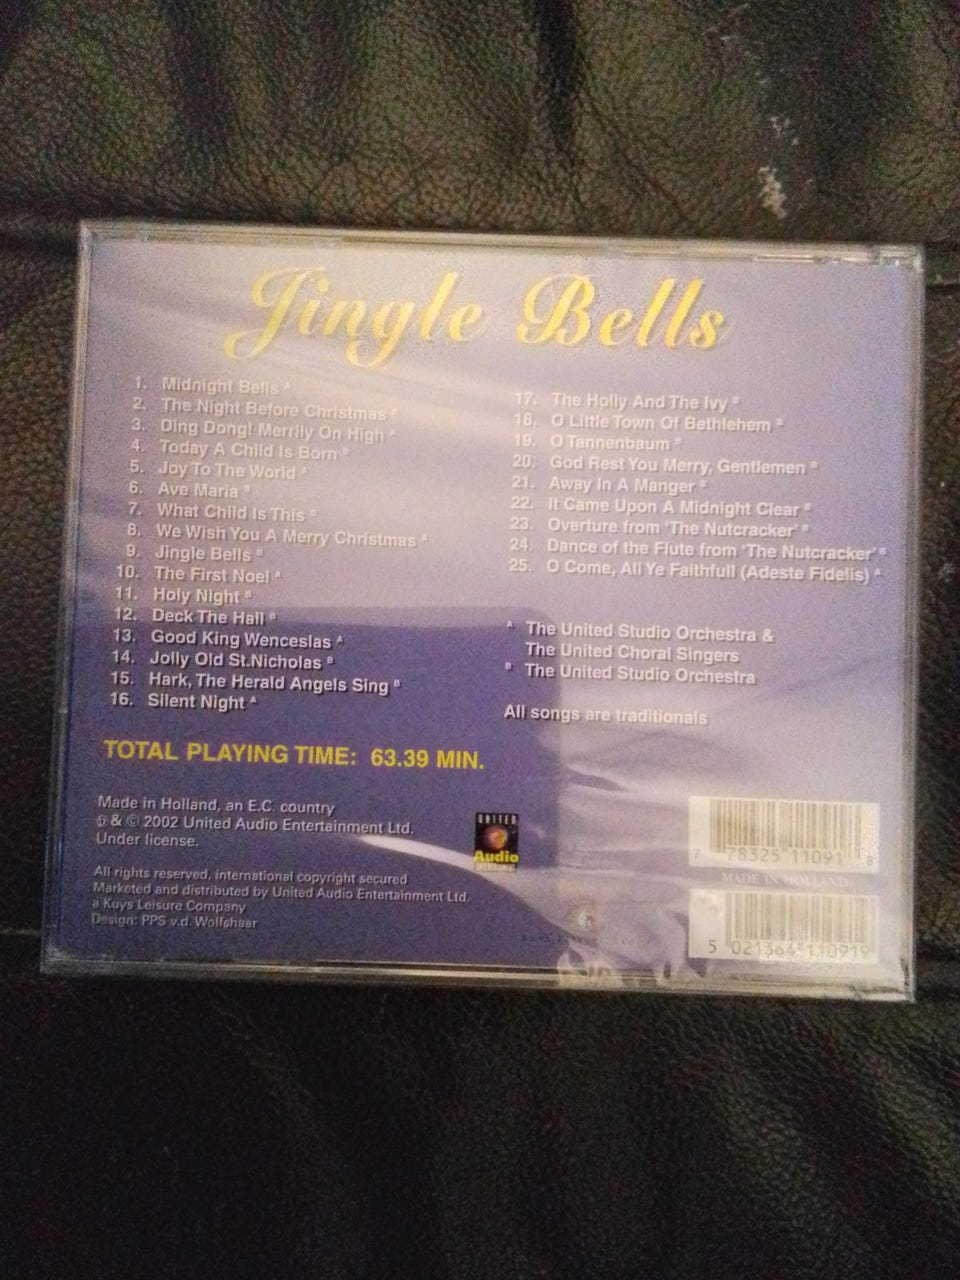 Jingle Bells
1. Midnight Bells ᴬ
2. The Night Before Christmas ᴮ
3. Ding Dong! Merrily On High ᴬ
4. Today A Child Is Born ᴮ
5. Joy To The World ᴬ
6. Ave Maria ᴮ
7. What Child Is This ᴮ
8. We Wish You A Merry Christmas ᴬ
9. Jingle Bells ᴮ
10. The First Noel ᴬ
11. Holy Night ᴮ
12. Deck The Hall ᴮ
13. Good King Wenceslas ᴬ
14. Jolly Old St.Nicholas ᴮ
15. Hark, The Herald Angels Sing ᴮ
16. Silent Night ᴬ
17. The Holly And The Ivy ᴮ
18. O Little Town Of Bethlehem ᴮ
19. O Tannenbaum ᴮ
20. God Rest You Merry, Gentlemen ᴮ
21. Away In A Manger ᴮ
22. It Came Upon A Midnight Clear ᴮ
23. Overture from 'The Nutcracker' ᴮ
24. Dance of the Flute from 'The Nutcracker' ᴮ
25. O Come, All Ye Faithfull (Adeste Fidelis) ᴬ
ᴬ The United Studio Orchestra &
The United Choral Singers
ᴮ The United Studio Orchestra
All songs are traditionals
TOTAL PLAYING TIME: 63.39 MIN.
Made in Holland, an E.C. country
℗ & © 2002 United Audio Entertainment Ltd.
Under license.
All rights reserved, international copyright secured
Marketed and distributed by United Audio Entertainment Ltd.
a Kuys Leisure Company
Design: PPS v.d. Wolfshaar
UNITED
Audio
ENTERTAINMENT
7 78325 11091 8
MADE IN HOLLAND
5 021364 110919